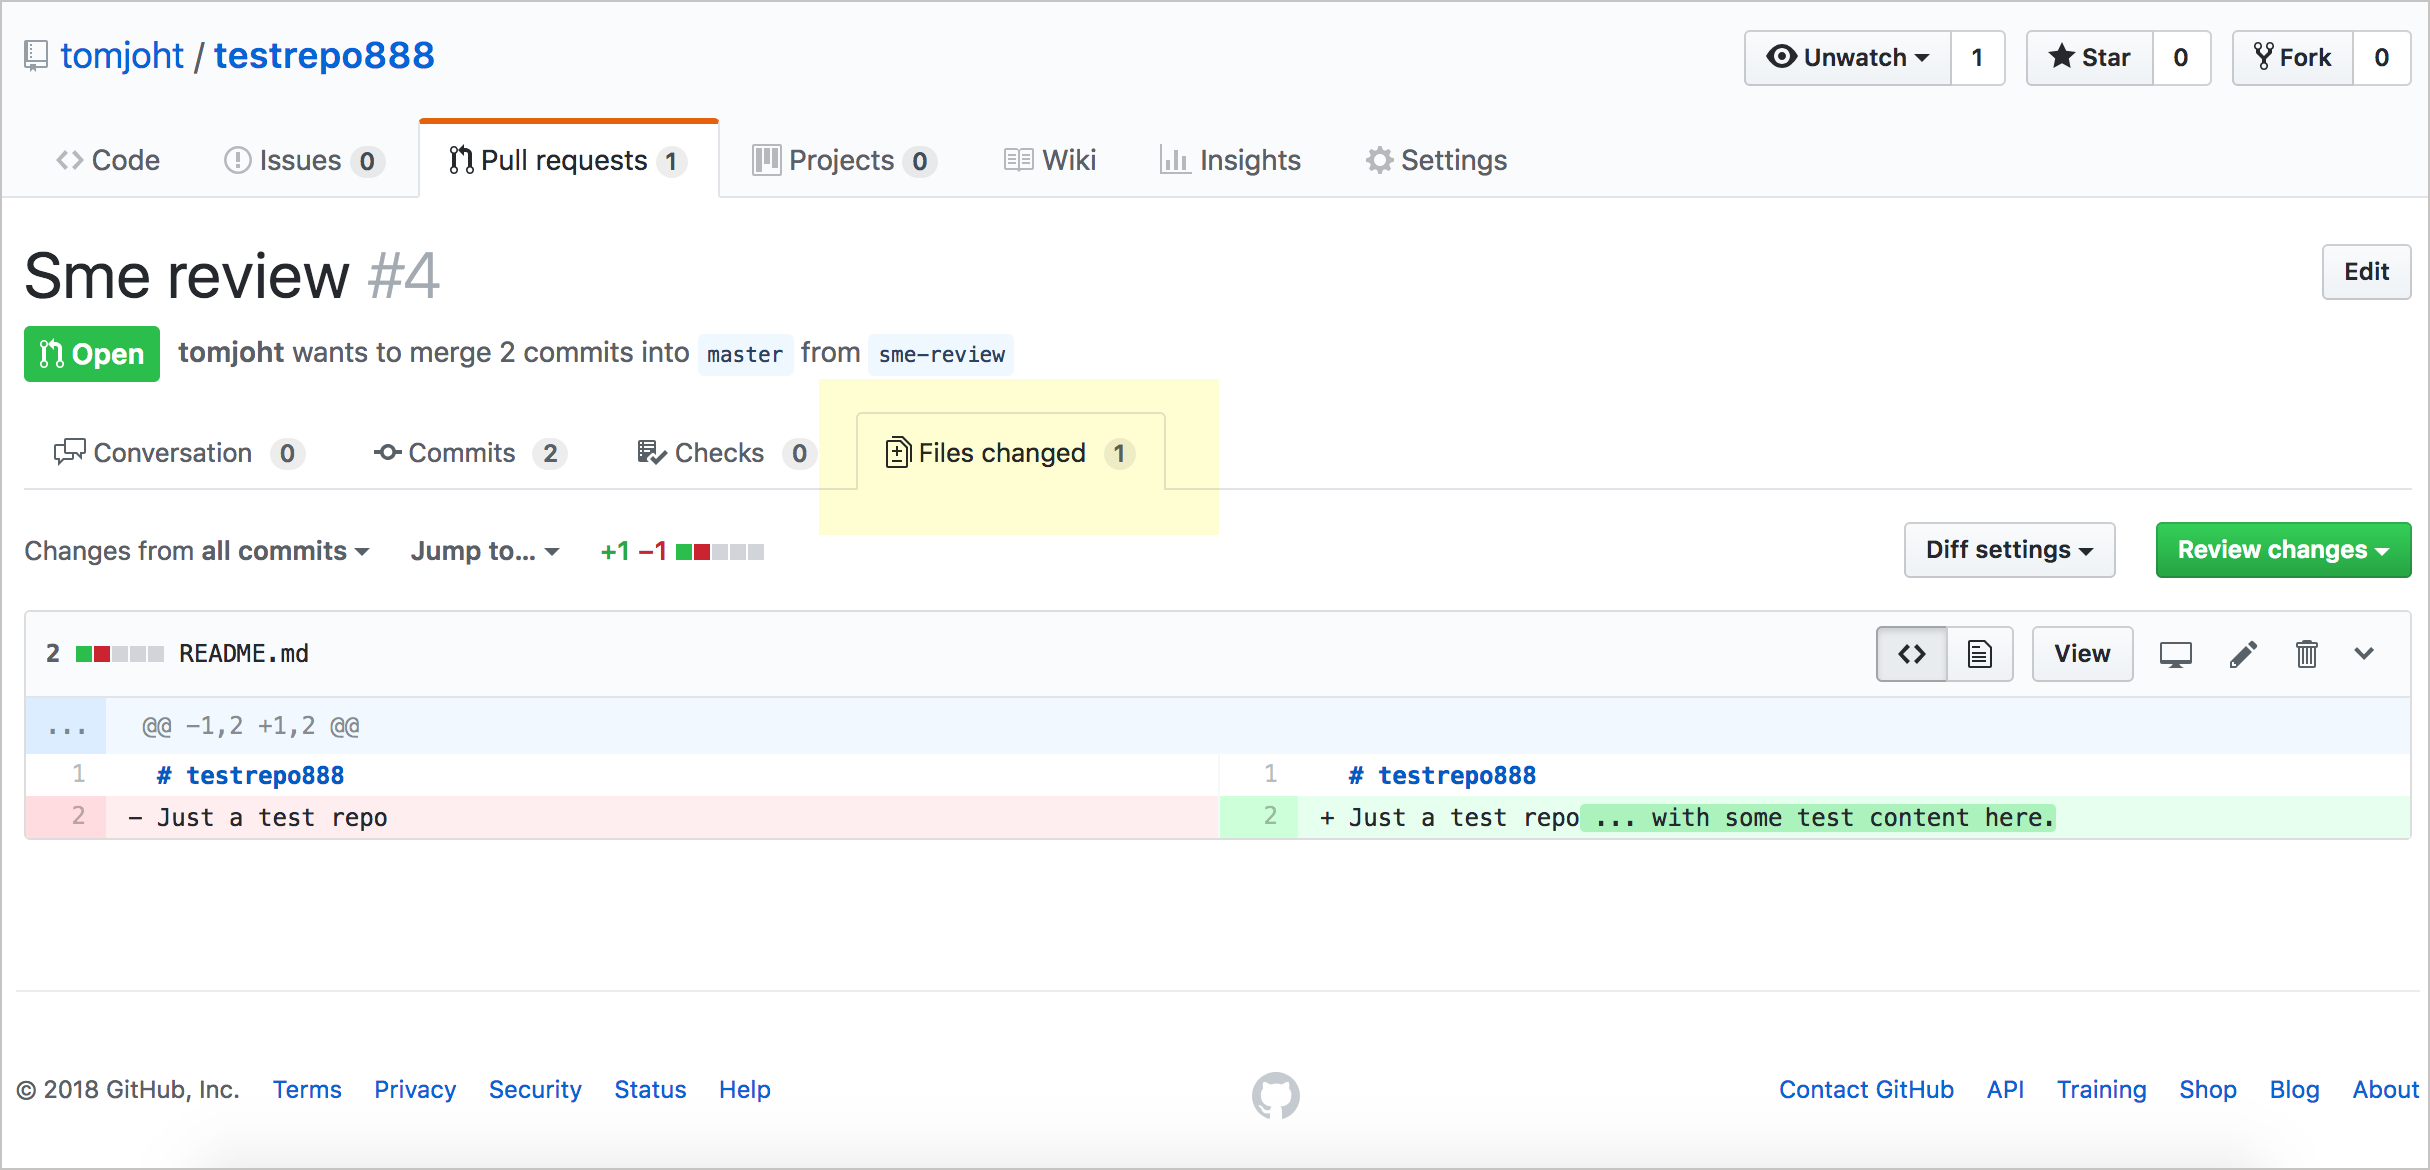 tomjoht / testrepo888
Unwatch 1 Star 0 Fork 0
Code Issues 0 Pull requests 1 Projects 0 Wiki Insights Settings
Sme review #4
Edit
Open tomjoht wants to merge 2 commits into master from sme-review
Conversation 0 Commits 2 Checks 0 Files changed 1
Changes from all commits Jump to... +1 −1 Diff settings Review changes
2 README.md View
... @@ -1,2 +1,2 @@
1 # testrepo888 1 # testrepo888
2 - Just a test repo 2 + Just a test repo ... with some test content here.
© 2018 GitHub, Inc. Terms Privacy Security Status Help Contact GitHub API Training Shop Blog About